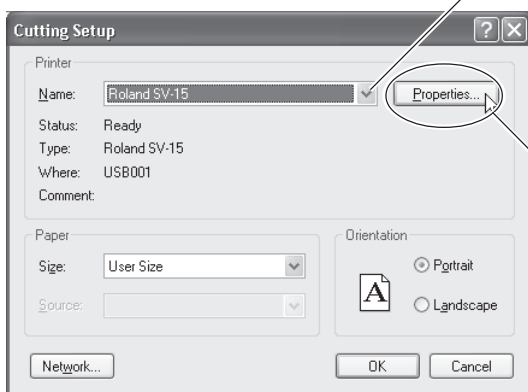 Cutting Setup
Printer
Name: Roland SV-15 Properties...
Status: Ready
Type: Roland SV-15
Where: USB001
Comment:
Paper
Size: User Size
Source:
Orientation
A
Portrait
Landscape
Network... OK Cancel